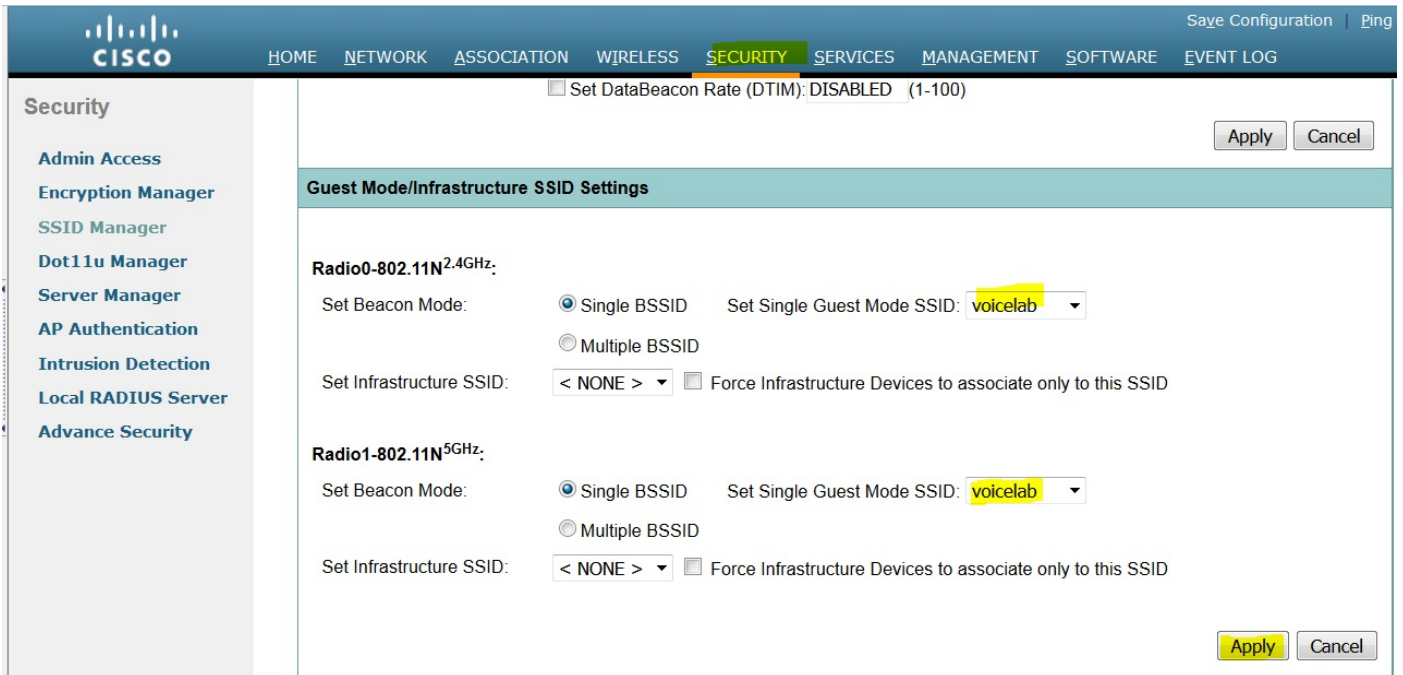 Save Configuration | Ping
CISCO
HOME NETWORK ASSOCIATION WIRELESS SECURITY SERVICES MANAGEMENT SOFTWARE EVENT LOG
Security
Admin Access
Encryption Manager
SSID Manager
Dot11u Manager
Server Manager
AP Authentication
Intrusion Detection
Local RADIUS Server
Advance Security
Set DataBeacon Rate (DTIM): DISABLED (1-100)
Apply Cancel
Guest Mode/Infrastructure SSID Settings
Radio0-802.11N2.4GHz:
Set Beacon Mode: Single BSSID Set Single Guest Mode SSID: voicelab
Multiple BSSID
Set Infrastructure SSID: < NONE > Force Infrastructure Devices to associate only to this SSID
Radio1-802.11N5GHz:
Set Beacon Mode: Single BSSID Set Single Guest Mode SSID: voicelab
Multiple BSSID
Set Infrastructure SSID: < NONE > Force Infrastructure Devices to associate only to this SSID
Apply Cancel